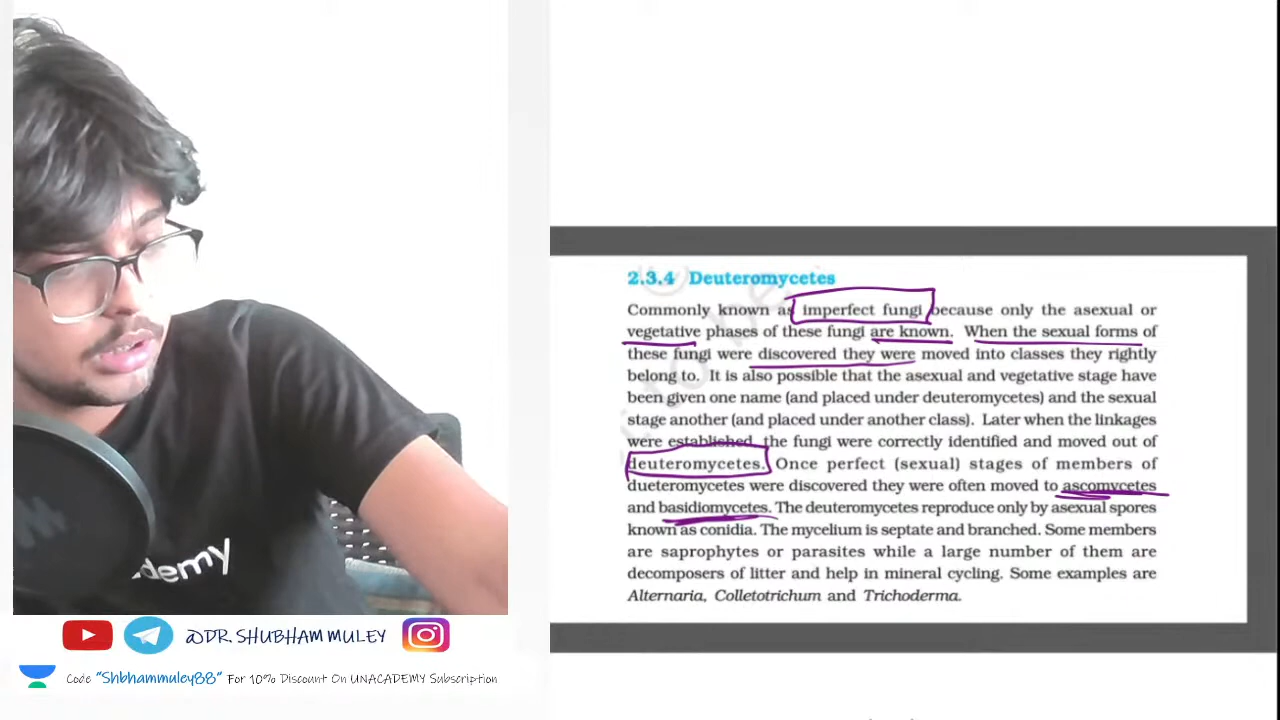 2.3.4 Deuteromycetes
Commonly known as imperfect fungi because only the asexual or
vegetative phases of these fungi are known. When the sexual forms of
these fungi were discovered they were moved into classes they rightly
belong to. It is also possible that the asexual and vegetative stage have
been given one name (and placed under deuteromycetes) and the sexual
stage another (and placed under another class). Later when the linkages
were established, the fungi were correctly identified and moved out of
deuteromycetes. Once perfect (sexual) stages of members of
dueteromycetes were discovered they were often moved to ascomycetes
and basidiomycetes. The deuteromycetes reproduce only by asexual spores
known as conidia. The mycelium is septate and branched. Some members
are saprophytes or parasites while a large number of them are
decomposers of litter and help in mineral cycling. Some examples are
Alternaria, Colletotrichum and Trichoderma.
demy
@DR. SHUBHAM MULEY
Code "Shbhammuley88" For 10% Discount On UNACADEMY Subscription